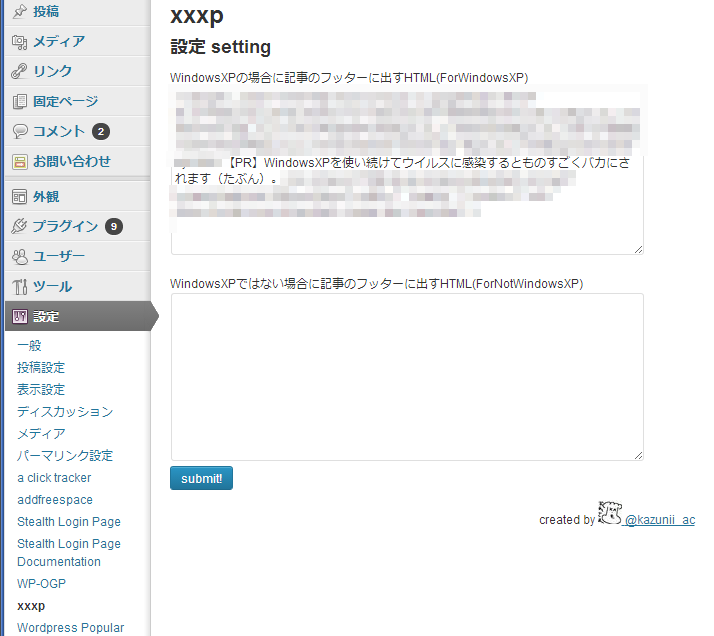 投稿
メディア
リンク
固定ページ
コメント 2
お問い合わせ
外観
プラグイン 9
ユーザー
ツール
設定
一般
投稿設定
表示設定
ディスカッション
メディア
パーマリンク設定
a click tracker
addfreespace
Stealth Login Page
Stealth Login Page
Documentation
WP-OGP
xxxp
Wordpress Popular
xxxp
設定 setting
WindowsXPの場合に記事のフッターに出すHTML(ForWindowsXP)
【PR】WindowsXPを使い続けてウイルスに感染するとものすごくバカにさ
れます（たぶん）。
WindowsXPではない場合に記事のフッターに出すHTML(ForNotWindowsXP)
submit!
created by @kazunii_ac